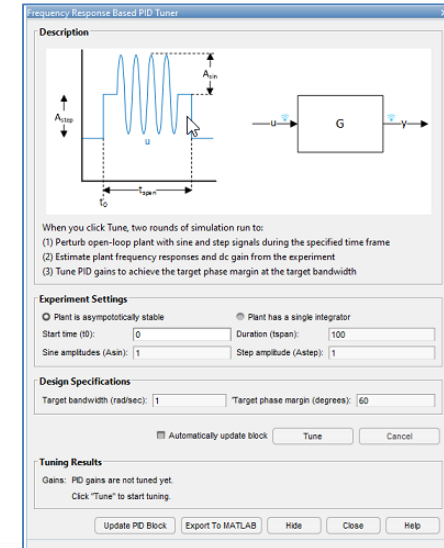 Frequency Response Based PID Tuner
Description
Asin
Astep
u
t0
tspan
u
G
y
When you click Tune, two rounds of simulation run to:
(1) Perturb open-loop plant with sine and step signals during the specified time frame
(2) Estimate plant frequency responses and dc gain from the experiment
(3) Tune PID gains to achieve the target phase margin at the target bandwidth
Experiment Settings
Plant is asympototically stable Plant has a single integrator
Start time (t0): 0 Duration (tspan): 100
Sine amplitudes (Asin): 1 Step amplitude (Astep): 1
Design Specifications
Target bandwidth (rad/sec): 1 'Target phase margin (degrees): 60
Automatically update block Tune Cancel
Tuning Results
Gains: PID gains are not tuned yet.
Click "Tune" to start tuning.
Update PID Block Export To MATLAB Hide Close Help